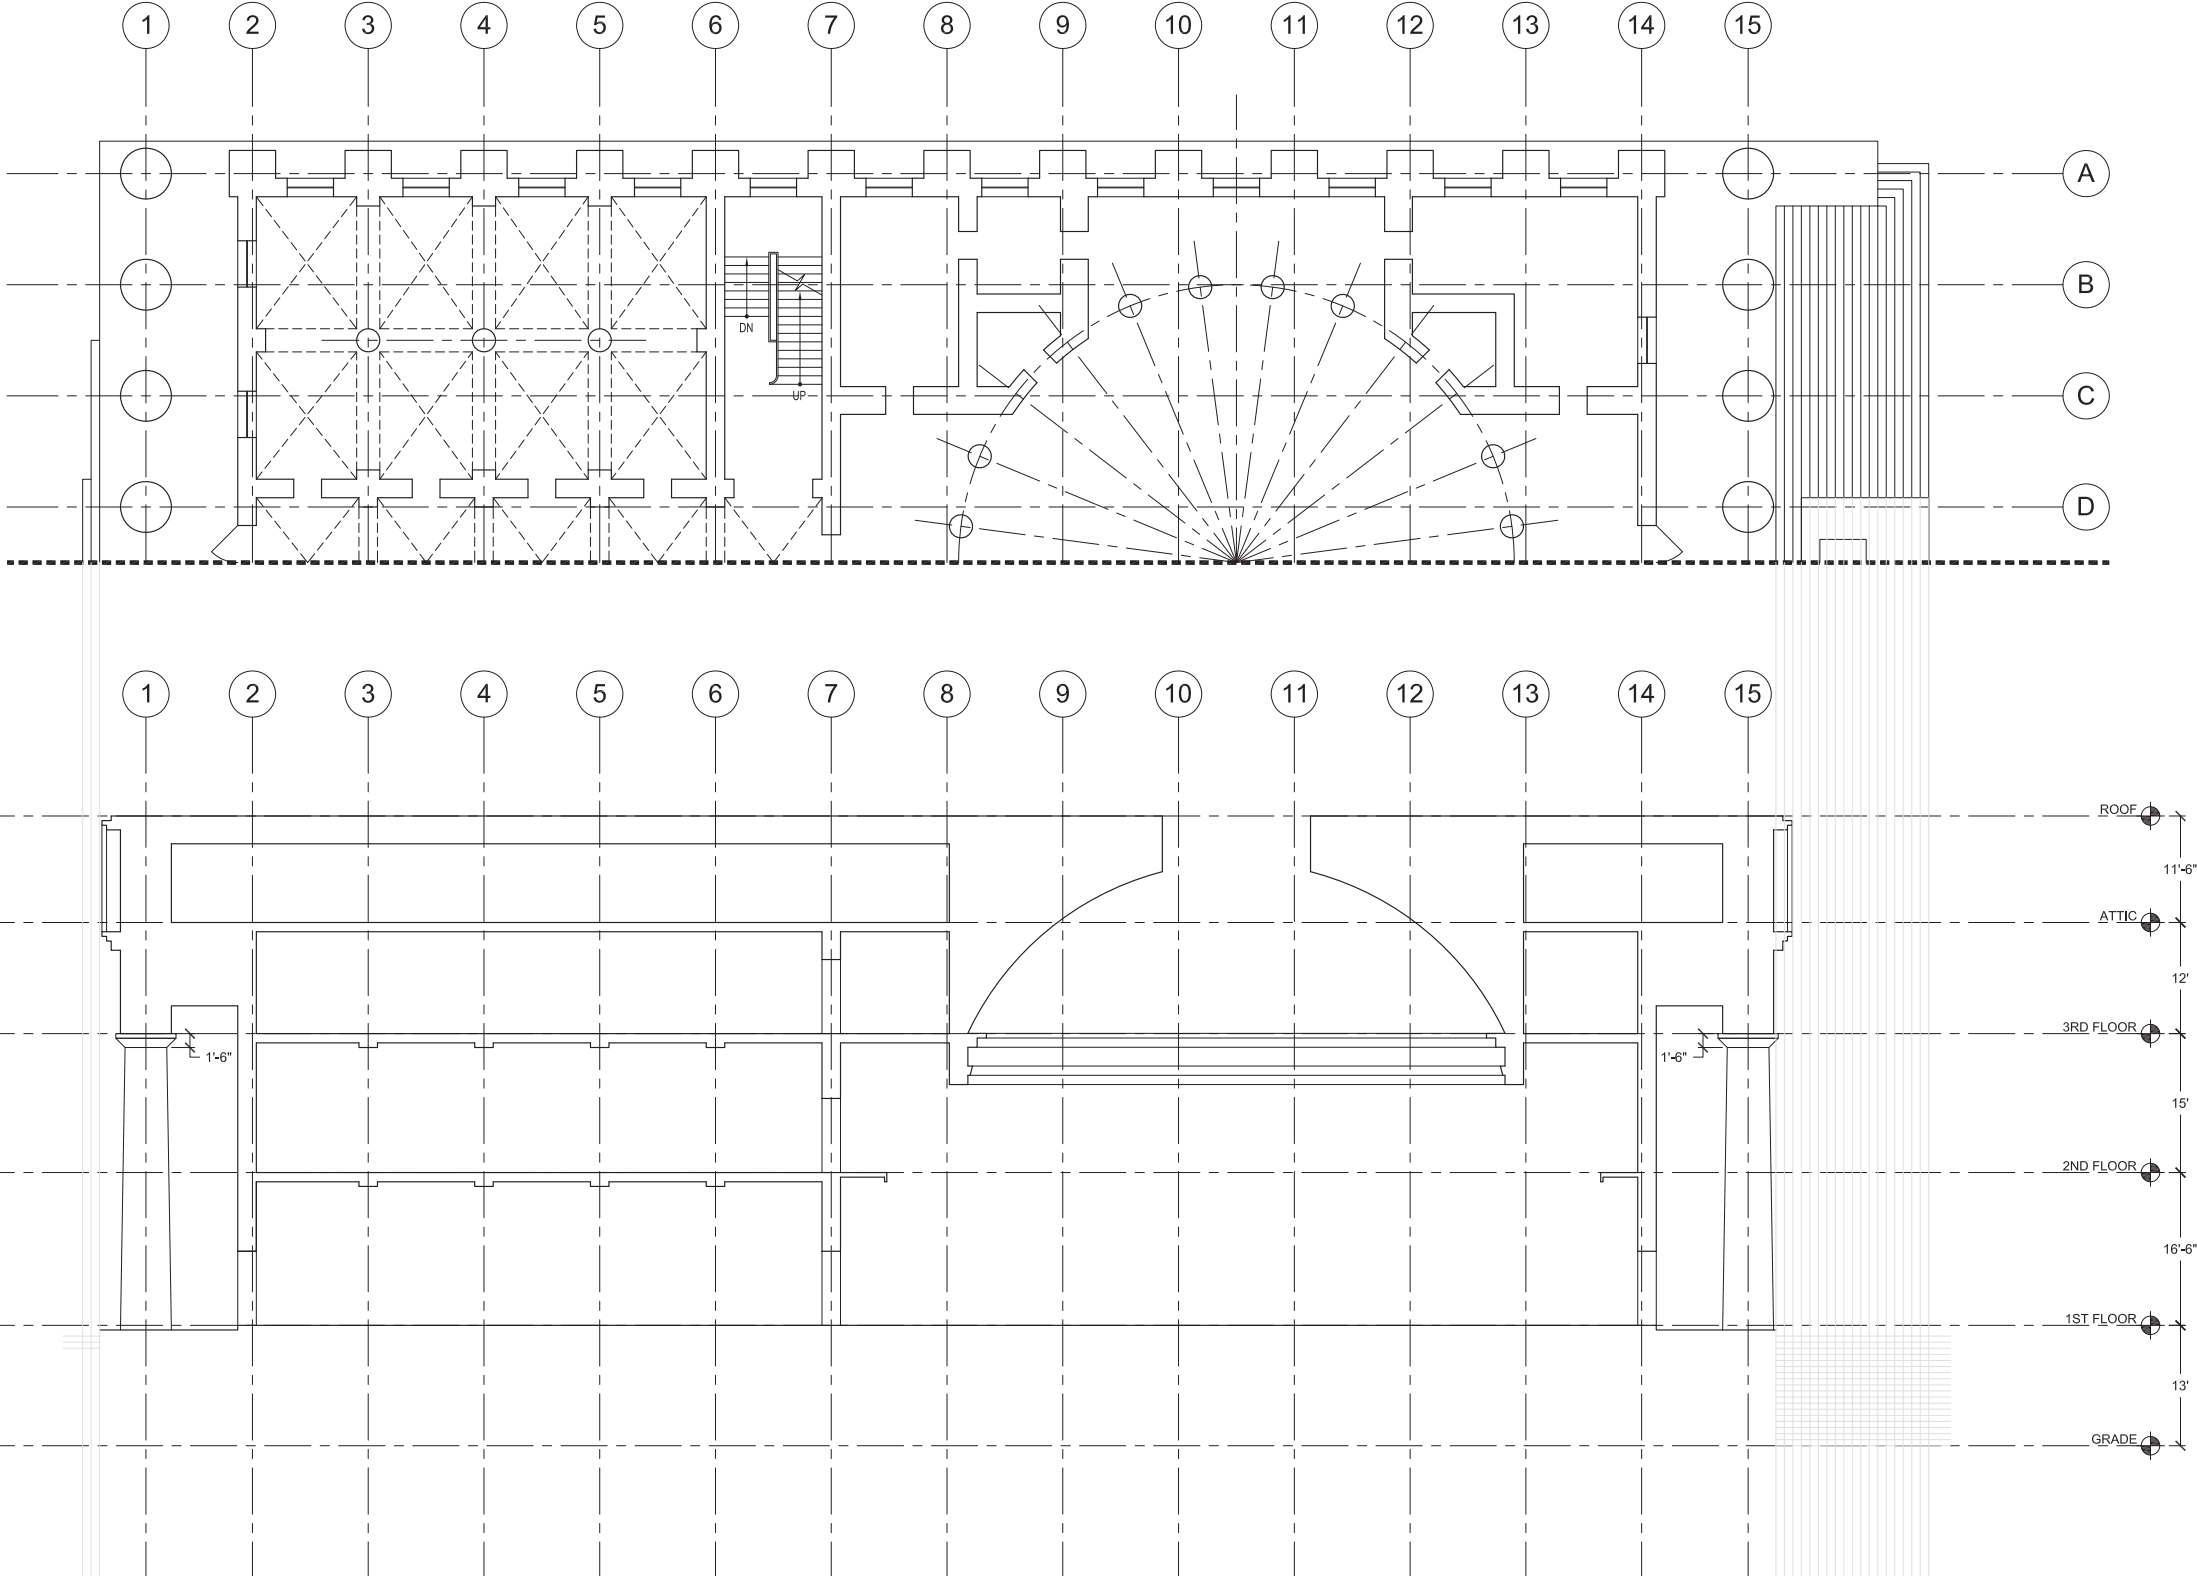 1 2 3 4 5 6 7 8 9 10 11 12 13 14 15
A
B
DN
UP
C
D
1 2 3 4 5 6 7 8 9 10 11 12 13 14 15
ROOF
11'-6"
ATTIC
12'
3RD FLOOR
1'-6" 1'-6"
15'
2ND FLOOR
16'-6"
1ST FLOOR
13'
GRADE